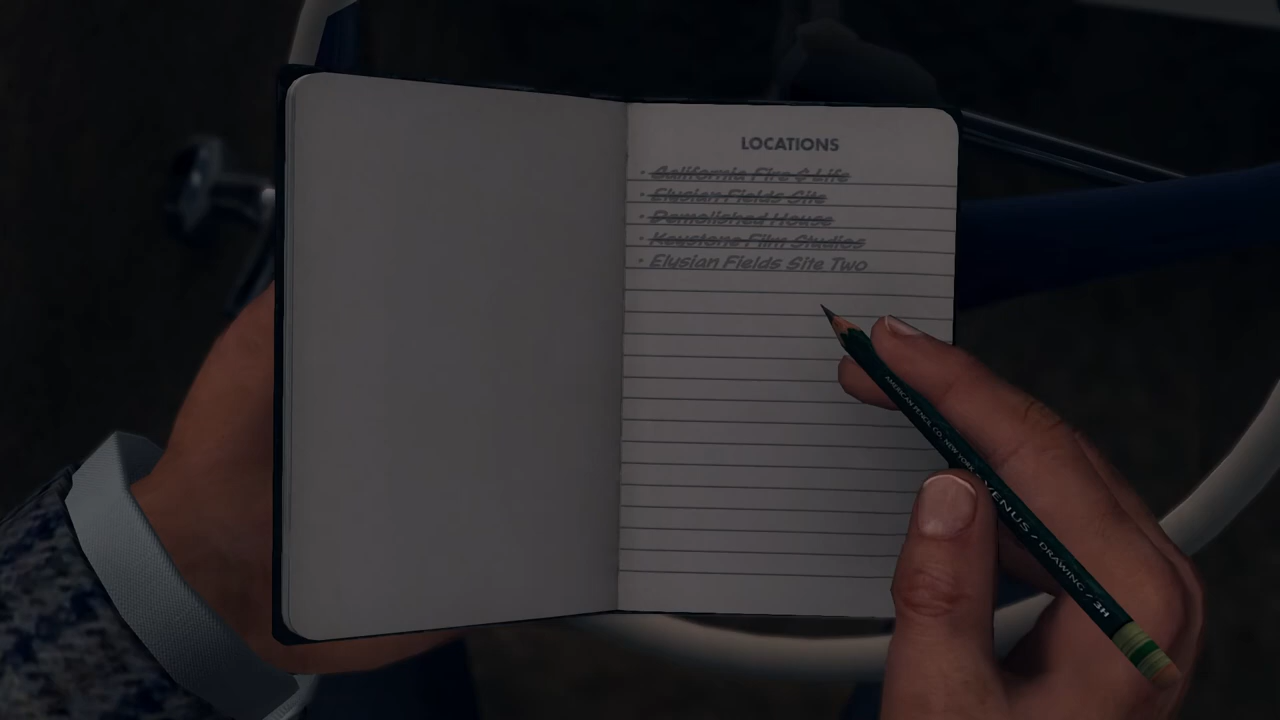 LOCATIONS
· California Fire & Life
· Elysian Fields Site
· Demolished House
· Keystone Film Studios
· Elysian Fields Site Two
AMERICAN PENCIL CO. NEW YORK VENUS / DRAWING / 3H